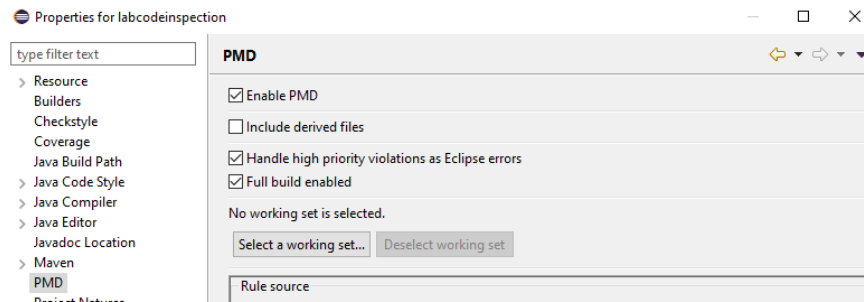 Properties for labcodeinspection
type filter text
Resource
Builders
Checkstyle
Coverage
Java Build Path
Java Code Style
Java Compiler
Java Editor
Javadoc Location
Maven
PMD
Project Natures
PMD
Enable PMD
Include derived files
Handle high priority violations as Eclipse errors
Full build enabled
No working set is selected.
Select a working set... Deselect working set
Rule source